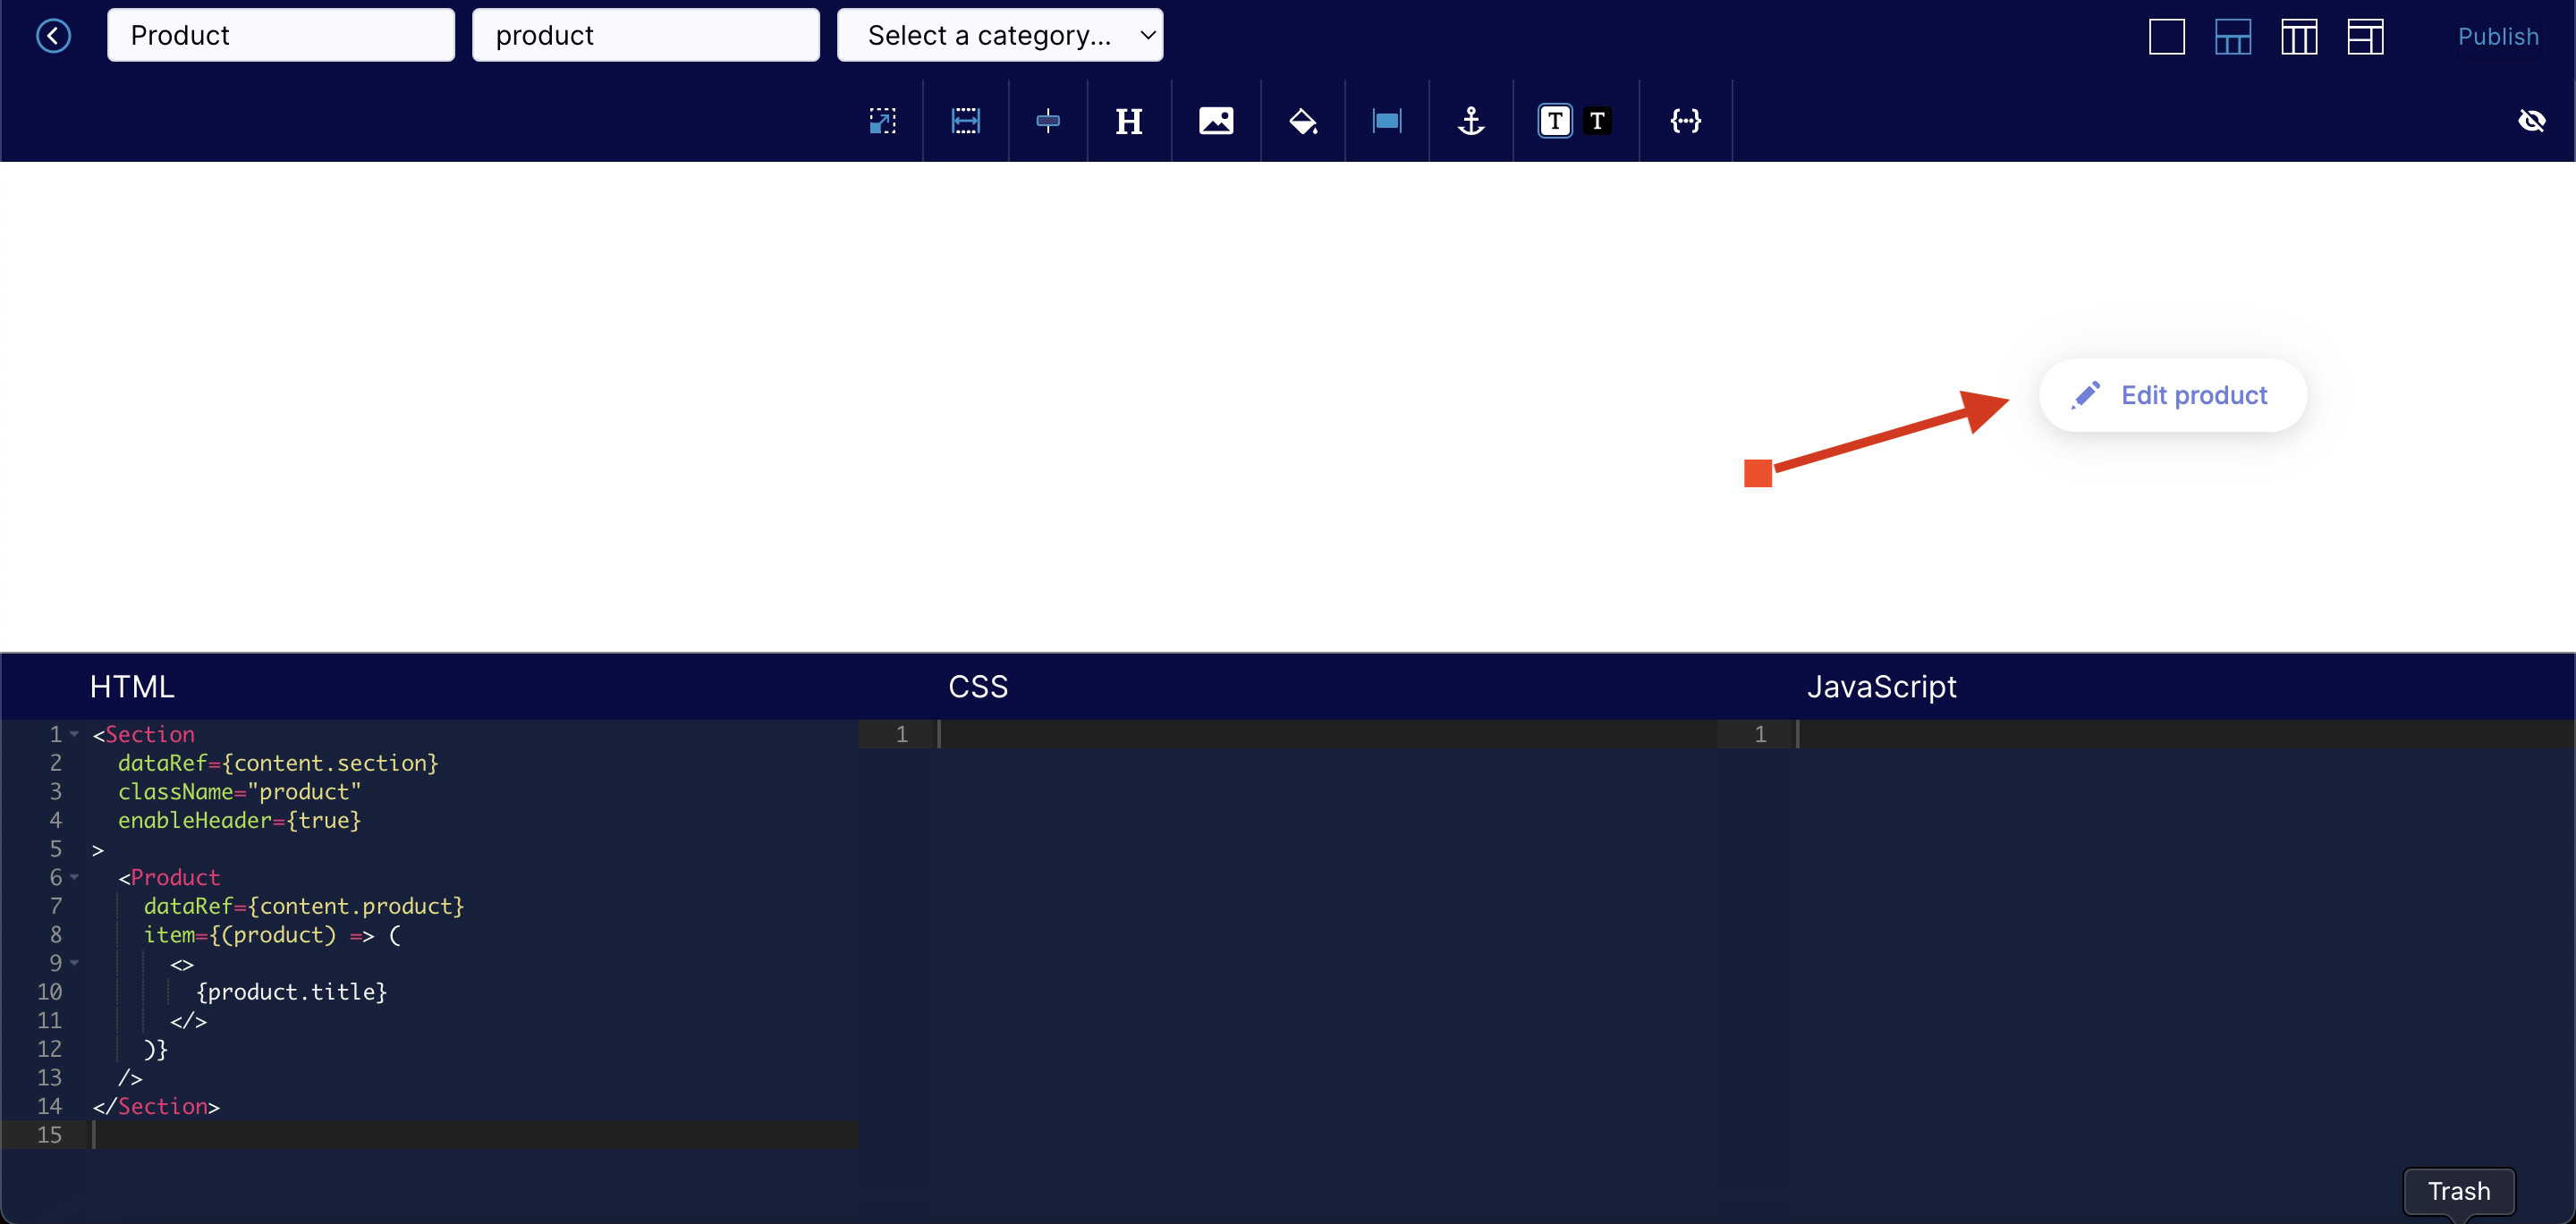 Product
product
Select a category...
Publish
H
T
T
{...}
Edit product
HTML
CSS
JavaScript
1 <Section
2 dataRef={content.section}
3 className="product"
4 enableHeader={true}
5 >
6 <Product
7 dataRef={content.product}
8 item={(product) => (
9 <>
10 {product.title}
11 </>
12 )}
13 />
14 </Section>
15
1
1
Trash